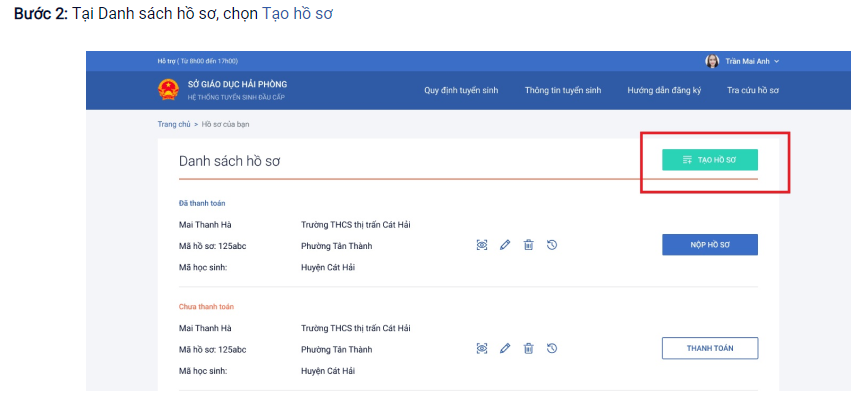 Bước 2: Tại Danh sách hồ sơ, chọn Tạo hồ sơ
Hỗ trợ ( Từ 8h00 đến 17h00)
Trần Mai Anh
SỞ GIÁO DỤC HẢI PHÒNG
HỆ THỐNG TUYỂN SINH ĐẦU CẤP
Quy định tuyển sinh
Thông tin tuyển sinh
Hướng dẫn đăng ký
Tra cứu hồ sơ
Trang chủ > Hồ sơ của bạn
Danh sách hồ sơ
TẠO HỒ SƠ
Đã thanh toán
Mai Thanh Hà
Trường THCS thị trấn Cát Hải
Mã hồ sơ: 125abc
Phường Tân Thành
NỘP HỒ SƠ
Mã học sinh:
Huyện Cát Hải
Chưa thanh toán
Mai Thanh Hà
Trường THCS thị trấn Cát Hải
Mã hồ sơ: 125abc
Phường Tân Thành
THANH TOÁN
Mã học sinh:
Huyện Cát Hải